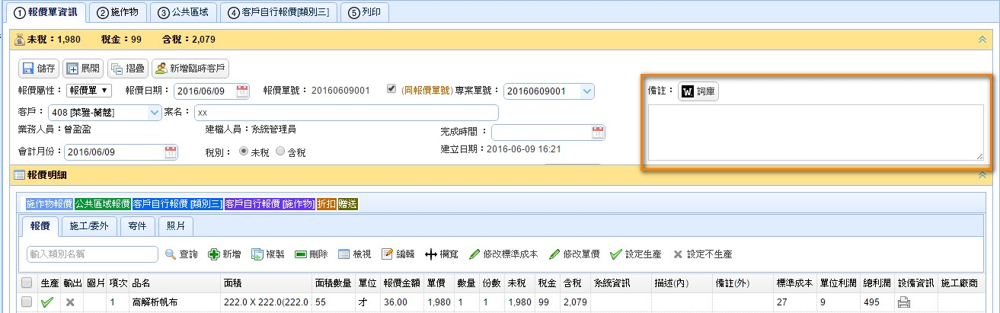 ① 報價單資訊 ② 施作物 ③ 公共區域 ④ 客戶自行報價[類別三] ⑤ 列印
未稅：1,980 稅金：99 含稅：2,079
儲存 展開 摺疊 新增臨時客戶
報價屬性： 報價單 報價日期： 2016/06/09 報價單號：20160609001 (同報價單號) 專案單號： 20160609001 備註： W 詞庫
客戶： 408 [萊雅-蘭蔻] 案名： xx
業務人員：曾盈盈 建檔人員：系統管理員 完成時間：
會計月份： 2016/06/09 稅別： 未稅 含稅 建立日期：2016-06-09 16:21
報價明細
施作物報價 公共區域報價 客戶自行報價 [類別三] 客戶自行報價 [施作物] 折扣 贈送
報價 施工/委外 寄件 照片
輸入類別名稱 查詢 新增 複製 刪除 檢視 編輯 欄寬 修改標準成本 修改單價 設定生產 設定不生產
生產 輸出 圖片 項次 品名 面積 面積數量 單位 報價金額 單價 數量 份數 未稅 稅金 含稅 系統資訊 描述(內) 備註(外) 標準成本 單位利潤 總利潤 設備資訊 施工廠商
1 高解析帆布 222.0 X 222.0(222.0 55 才 36.00 1,980 1 1 1,980 99 2,079 27 9 495